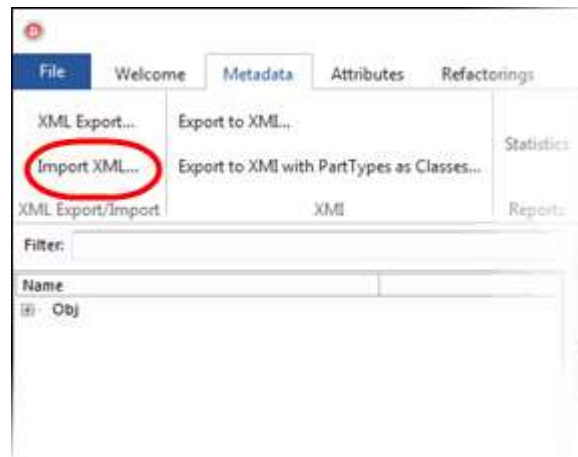 File Welcome Metadata Attributes Refactorings
XML Export... Export to XMI...
Statistics
Import XML... Export to XMI with PartTypes as Classes...
XML Export/Import XMI Reports
Filter:
Name
Obj